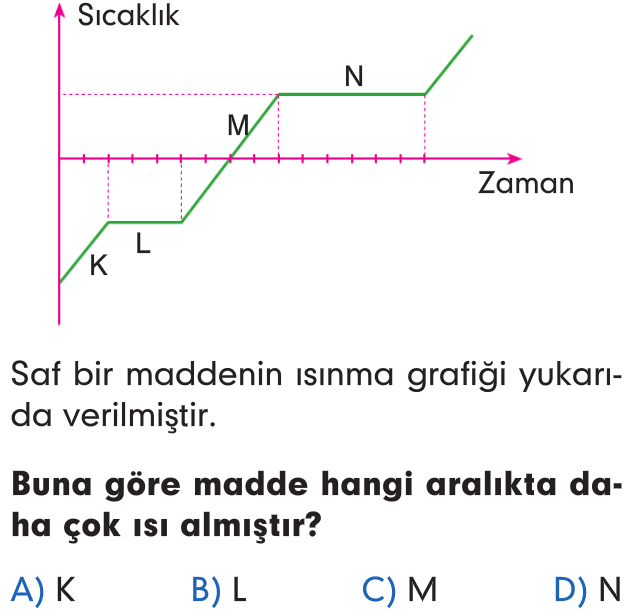 Sıcaklık
N
M
Zaman
L
K
Saf bir maddenin ısınma grafiği yukarı-
da verilmiştir.
Buna göre madde hangi aralıkta da-
ha çok ısı almıştır?
A) K B) L C) M D) N